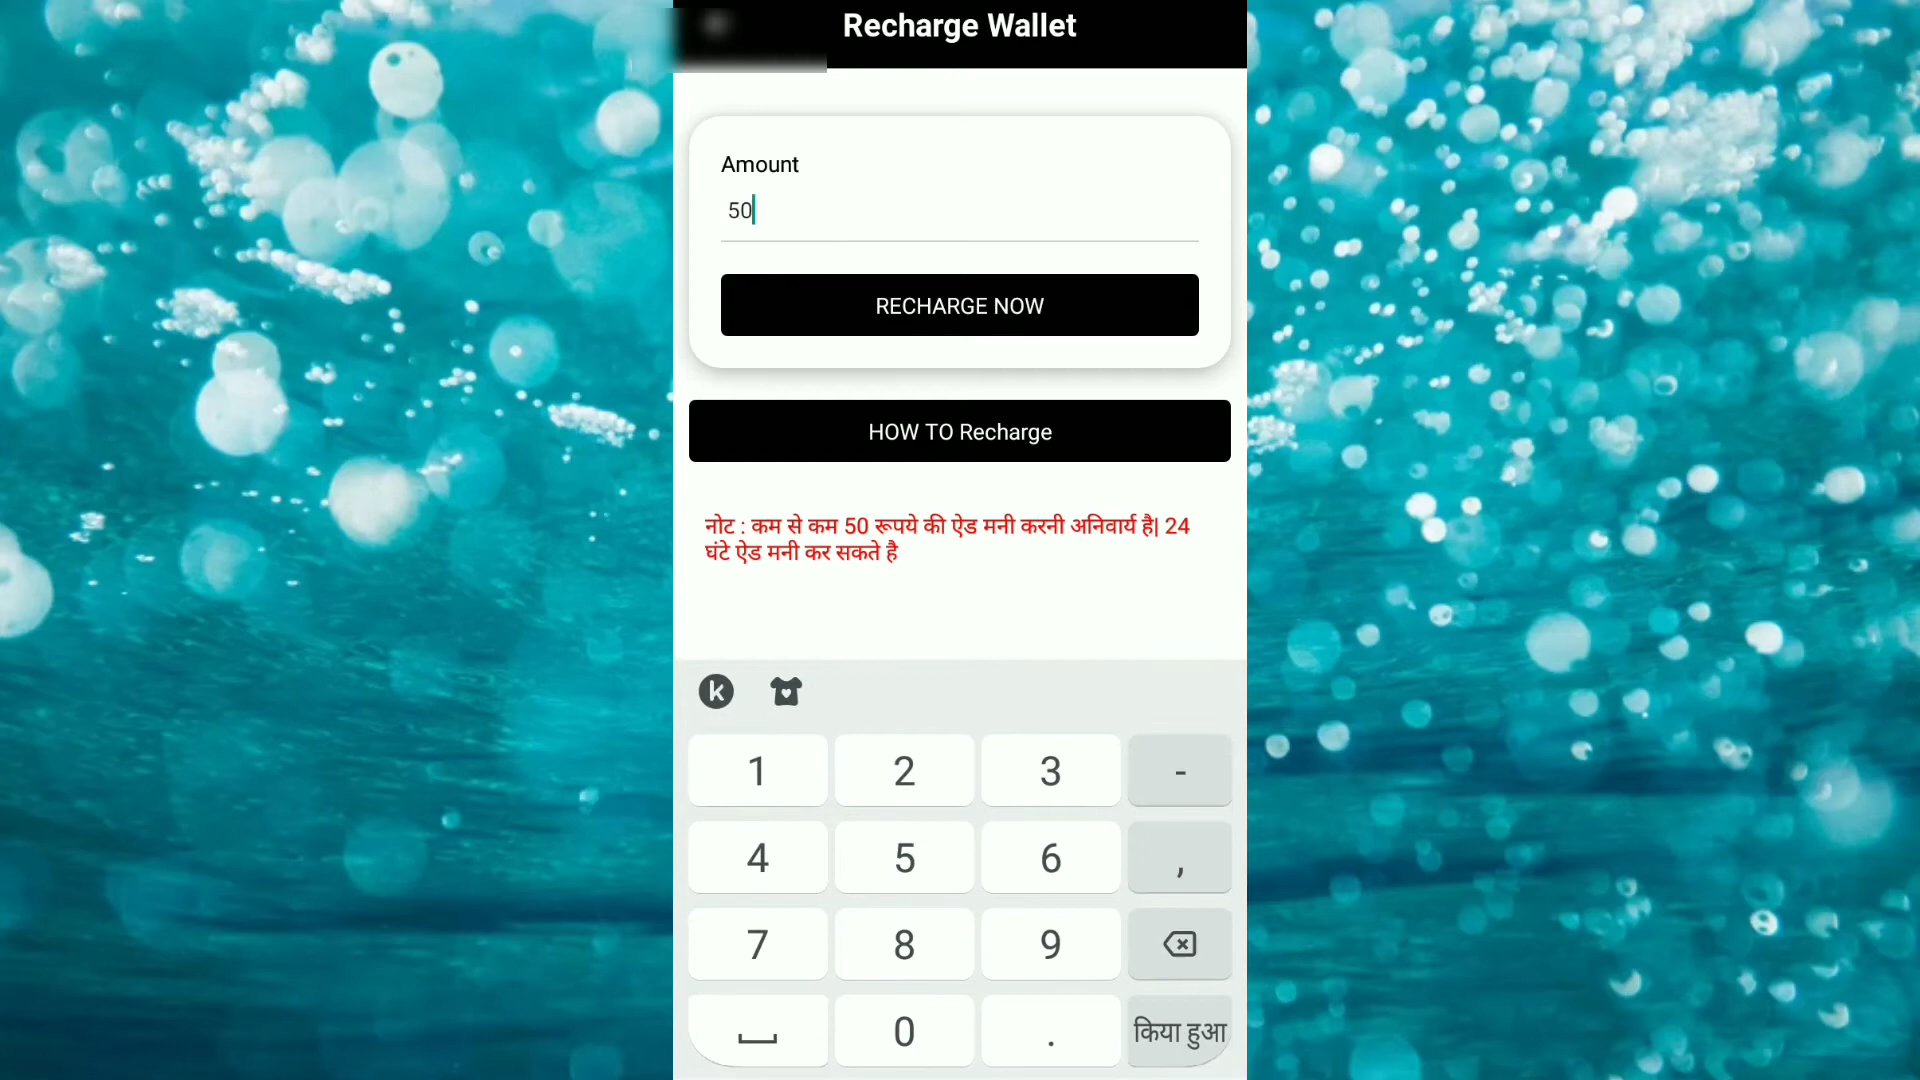 Recharge Wallet
Amount
50
RECHARGE NOW
HOW TO Recharge
नोट : कम से कम 50 रूपये की ऐड मनी करनी अनिवार्य है| 24
घंटे ऐड मनी कर सकते है
k
1 2 3 -
4 5 6 ,
7 8 9
0 . किया हुआ